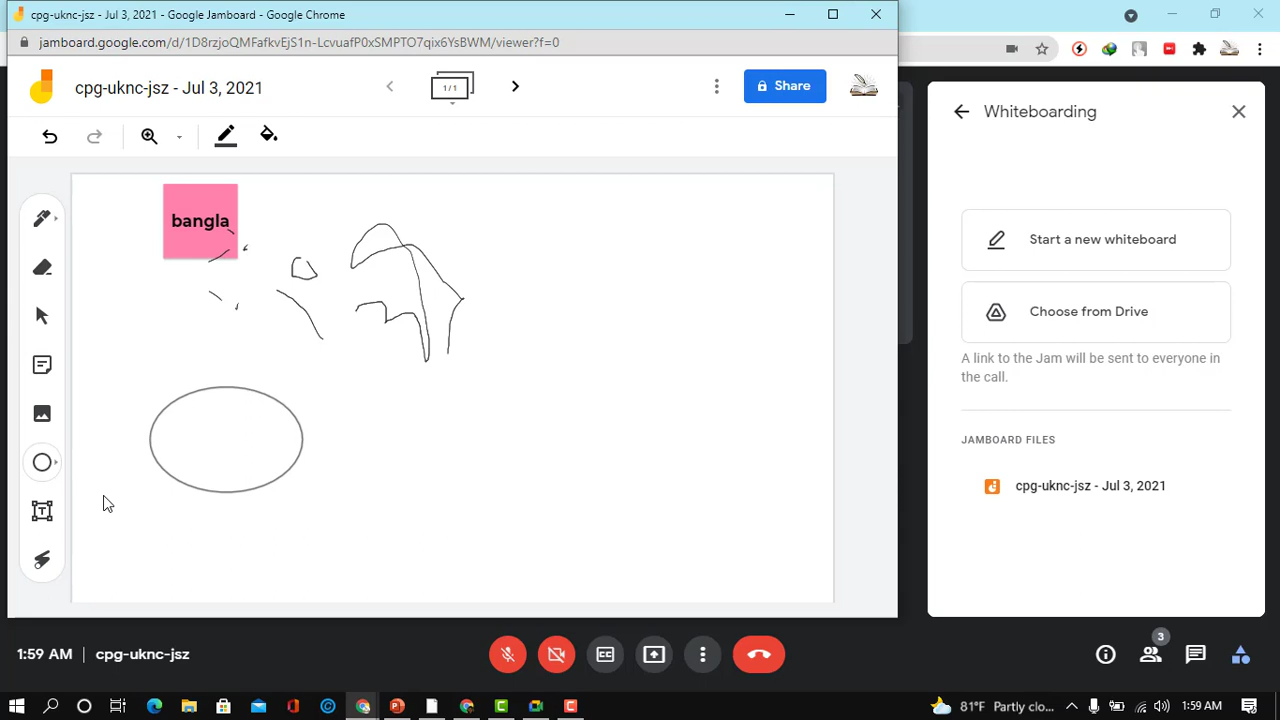 cpg-uknc-jsz - Jul 3, 2021 - Google Jamboard - Google Chrome
jamboard.google.com/d/1D8rzjoQMFafkvEjS1n-LcvuafP0xSMPTO7qix6YsBWM/viewer?f=0
cpg-uknc-jsz - Jul 3, 2021
1/1
Share
bangla
Whiteboarding
Start a new whiteboard
Choose from Drive
A link to the Jam will be sent to everyone in
the call.
JAMBOARD FILES
cpg-uknc-jsz - Jul 3, 2021
1:59 AM | cpg-uknc-jsz
CC
3
81°F Partly clo...
1:59 AM